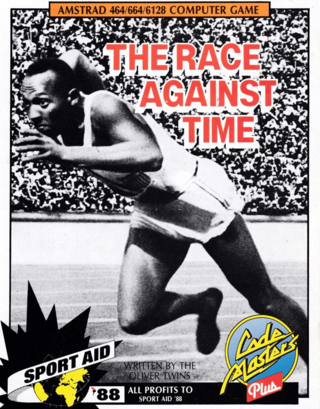 AMSTRAD 464/664/6128 COMPUTER GAME
THE RACE
AGAINST
TIME
Code
Masters
Plus
SPORT AID
'88
WRITTEN BY THE
OLIVER TWINS
ALL PROFITS TO
SPORT AID '88